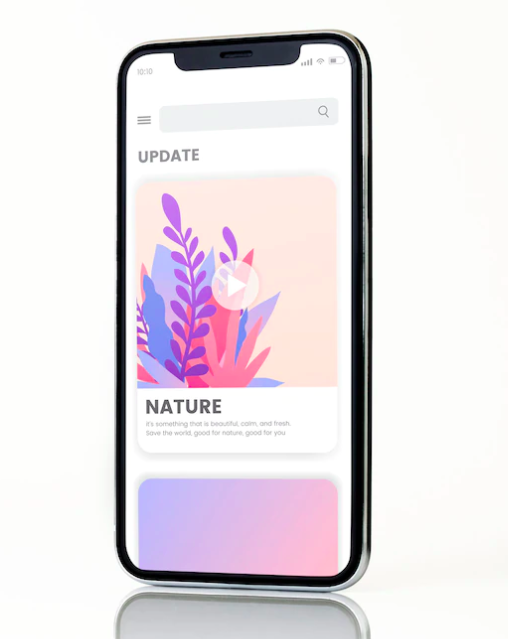 10:10
UPDATE
NATURE
it's something that is beautiful, calm, and fresh.
Save the world, good for nature, good for you